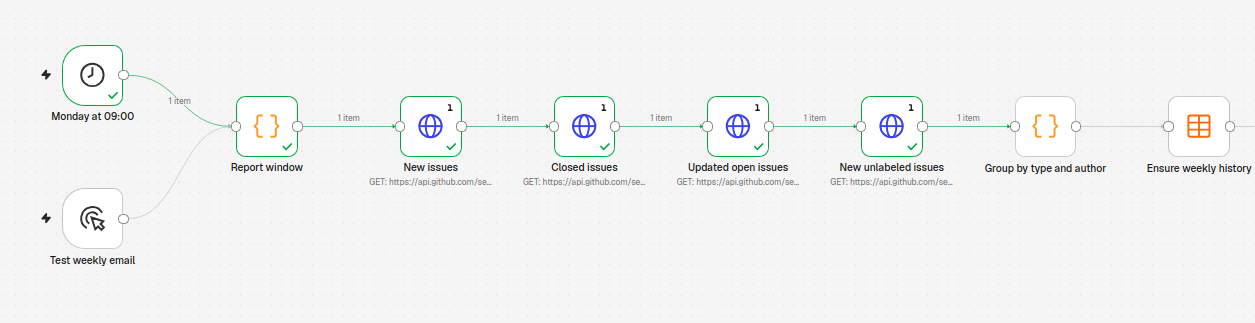 1 item
Monday at 09:00
{ }
Report window
1 item
1
New issues
GET: https://api.github.com/se...
1 item
1
Closed issues
GET: https://api.github.com/se...
1 item
1
Updated open issues
GET: https://api.github.com/se...
1 item
1
New unlabeled issues
GET: https://api.github.com/se...
1 item
{ }
Group by type and author
Ensure weekly history
Test weekly email